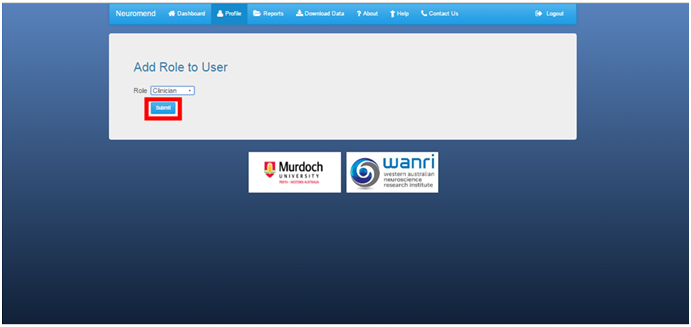 Neuromend Dashboard Profile Reports Download Data ? About Help Contact Us Logout
Add Role to User
Role Clinician
Submit
Murdoch
UNIVERSITY
PERTH - WESTERN AUSTRALIA
wanri
western australian
neuroscience
research institute